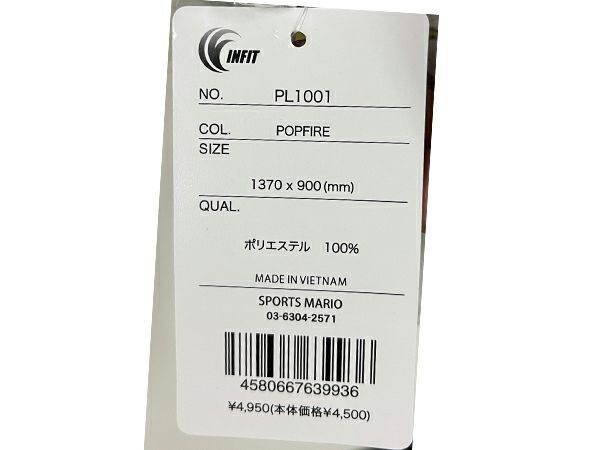 INFIT
NO. PL1001
COL. POPFIRE
SIZE
1370 x 900(mm)
QUAL.
ポリエステル 100%
MADE IN VIETNAM
SPORTS MARIO
03-6304-2571
4580667639936
¥4,950(本体価格¥4,500)